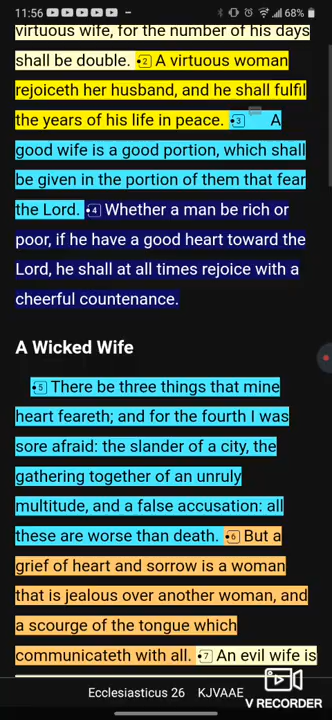 11:56
68%
virtuous wife, for the number of his days
shall be double. 2 A virtuous woman
rejoiceth her husband, and he shall fulfil
the years of his life in peace. 3 A
good wife is a good portion, which shall
be given in the portion of them that fear
the Lord. 4 Whether a man be rich or
poor, if he have a good heart toward the
Lord, he shall at all times rejoice with a
cheerful countenance.
A Wicked Wife
5 There be three things that mine
heart feareth; and for the fourth I was
sore afraid: the slander of a city, the
gathering together of an unruly
multitude, and a false accusation: all
these are worse than death. 6 But a
grief of heart and sorrow is a woman
that is jealous over another woman, and
a scourge of the tongue which
communicateth with all. 7 An evil wife is
Ecclesiasticus 26 KJVAAE
V RECORDER